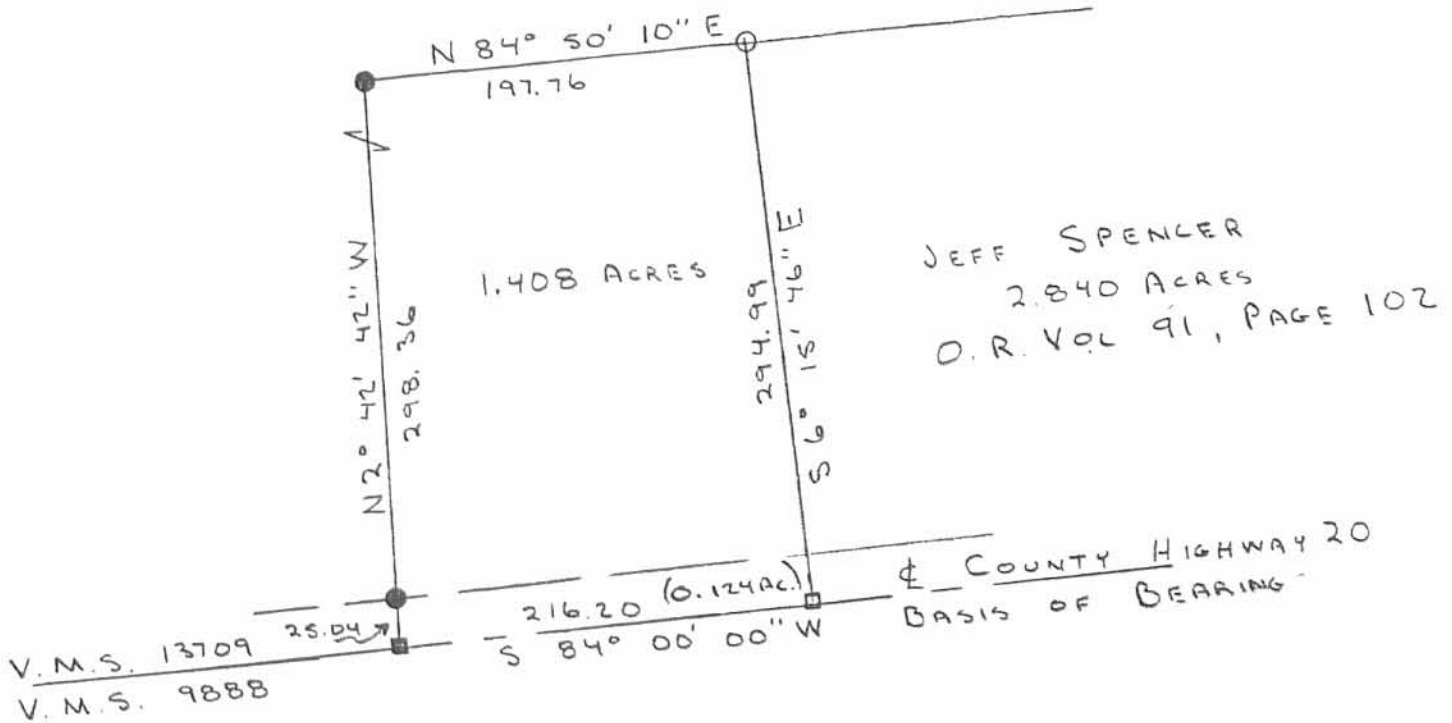 N 84° 50' 10" E
197.76
N 2° 42' 42" W
298.36
1.408 ACRES
294.99
S 6° 15' 46" E
JEFF SPENCER
2.840 ACRES
O.R. VOL 91, PAGE 102
25.04
216.20 (0.124 AC.)
S 84° 00' 00" W
℄ COUNTY HIGHWAY 20
BASIS OF BEARING
V.M.S. 13709
V.M.S. 9888